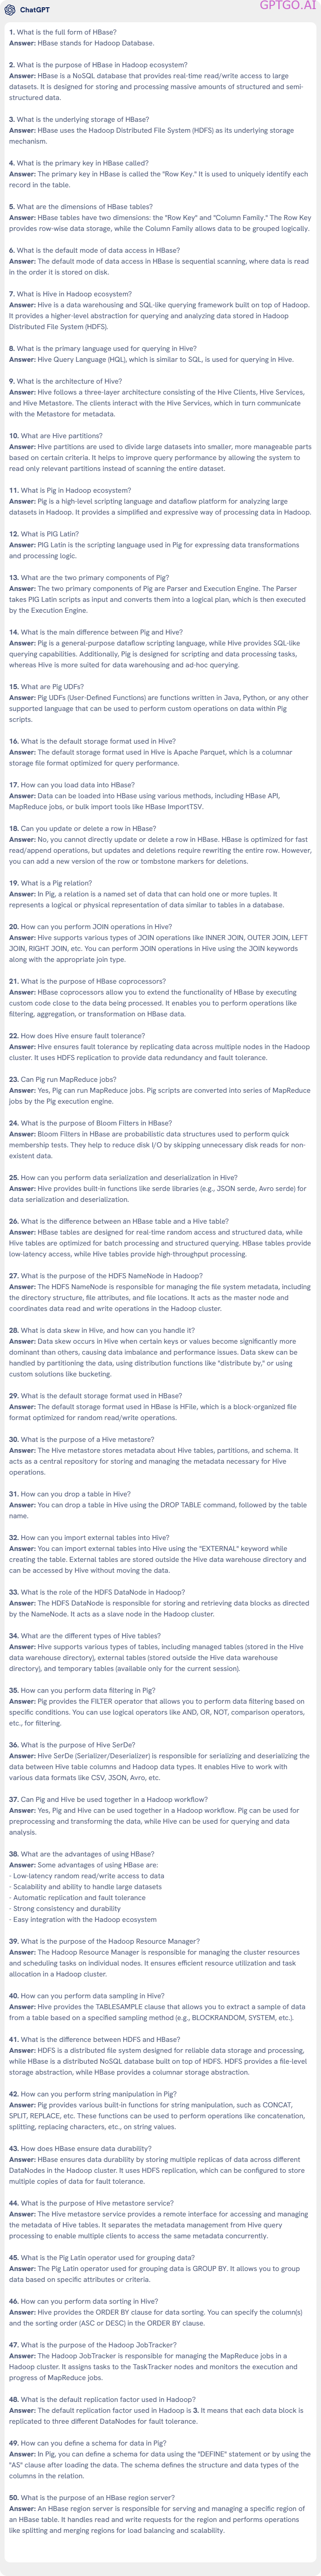 ChatGPT
GPTGO.AI
1. What is the full form of HBase?
Answer: HBase stands for Hadoop Database.
2. What is the purpose of HBase in Hadoop ecosystem?
Answer: HBase is a NoSQL database that provides real-time read/write access to large
datasets. It is designed for storing and processing massive amounts of structured and semi-
structured data.
3. What is the underlying storage of HBase?
Answer: HBase uses the Hadoop Distributed File System (HDFS) as its underlying storage
mechanism.
4. What is the primary key in HBase called?
Answer: The primary key in HBase is called the "Row Key." It is used to uniquely identify each
record in the table.
5. What are the dimensions of HBase tables?
Answer: HBase tables have two dimensions: the "Row Key" and "Column Family." The Row Key
provides row-wise data storage, while the Column Family allows data to be grouped logically.
6. What is the default mode of data access in HBase?
Answer: The default mode of data access in HBase is sequential scanning, where data is read
in the order it is stored on disk.
7. What is Hive in Hadoop ecosystem?
Answer: Hive is a data warehousing and SQL-like querying framework built on top of Hadoop.
It provides a higher-level abstraction for querying and analyzing data stored in Hadoop
Distributed File System (HDFS).
8. What is the primary language used for querying in Hive?
Answer: Hive Query Language (HQL), which is similar to SQL, is used for querying in Hive.
9. What is the architecture of Hive?
Answer: Hive follows a three-layer architecture consisting of the Hive Clients, Hive Services,
and Hive Metastore. The clients interact with the Hive Services, which in turn communicate
with the Metastore for metadata.
10. What are Hive partitions?
Answer: Hive partitions are used to divide large datasets into smaller, more manageable parts
based on certain criteria. It helps to improve query performance by allowing the system to
read only relevant partitions instead of scanning the entire dataset.
11. What is Pig in Hadoop ecosystem?
Answer: Pig is a high-level scripting language and dataflow platform for analyzing large
datasets in Hadoop. It provides a simplified and expressive way of processing data in Hadoop.
12. What is PIG Latin?
Answer: PIG Latin is the scripting language used in Pig for expressing data transformations
and processing logic.
13. What are the two primary components of Pig?
Answer: The two primary components of Pig are Parser and Execution Engine. The Parser
takes PIG Latin scripts as input and converts them into a logical plan, which is then executed
by the Execution Engine.
14. What is the main difference between Pig and Hive?
Answer: Pig is a general-purpose dataflow scripting language, while Hive provides SQL-like
querying capabilities. Additionally, Pig is designed for scripting and data processing tasks,
whereas Hive is more suited for data warehousing and ad-hoc querying.
15. What are Pig UDFs?
Answer: Pig UDFs (User-Defined Functions) are functions written in Java, Python, or any other
supported language that can be used to perform custom operations on data within Pig
scripts.
16. What is the default storage format used in Hive?
Answer: The default storage format used in Hive is Apache Parquet, which is a columnar
storage file format optimized for query performance.
17. How can you load data into HBase?
Answer: Data can be loaded into HBase using various methods, including HBase API,
MapReduce jobs, or bulk import tools like HBase ImportTSV.
18. Can you update or delete a row in HBase?
Answer: No, you cannot directly update or delete a row in HBase. HBase is optimized for fast
read/append operations, but updates and deletions require rewriting the entire row. However,
you can add a new version of the row or tombstone markers for deletions.
19. What is a Pig relation?
Answer: In Pig, a relation is a named set of data that can hold one or more tuples. It
represents a logical or physical representation of data similar to tables in a database.
20. How can you perform JOIN operations in Hive?
Answer: Hive supports various types of JOIN operations like INNER JOIN, OUTER JOIN, LEFT
JOIN, RIGHT JOIN, etc. You can perform JOIN operations in Hive using the JOIN keywords
along with the appropriate join type.
21. What is the purpose of HBase coprocessors?
Answer: HBase coprocessors allow you to extend the functionality of HBase by executing
custom code close to the data being processed. It enables you to perform operations like
filtering, aggregation, or transformation on HBase data.
22. How does Hive ensure fault tolerance?
Answer: Hive ensures fault tolerance by replicating data across multiple nodes in the Hadoop
cluster. It uses HDFS replication to provide data redundancy and fault tolerance.
23. Can Pig run MapReduce jobs?
Answer: Yes, Pig can run MapReduce jobs. Pig scripts are converted into series of MapReduce
jobs by the Pig execution engine.
24. What is the purpose of Bloom Filters in HBase?
Answer: Bloom Filters in HBase are probabilistic data structures used to perform quick
membership tests. They help to reduce disk I/O by skipping unnecessary disk reads for non-
existent data.
25. How can you perform data serialization and deserialization in Hive?
Answer: Hive provides built-in functions like serde libraries (e.g., JSON serde, Avro serde) for
data serialization and deserialization.
26. What is the difference between an HBase table and a Hive table?
Answer: HBase tables are designed for real-time random access and structured data, while
Hive tables are optimized for batch processing and structured querying. HBase tables provide
low-latency access, while Hive tables provide high-throughput processing.
27. What is the purpose of the HDFS NameNode in Hadoop?
Answer: The HDFS NameNode is responsible for managing the file system metadata, including
the directory structure, file attributes, and file locations. It acts as the master node and
coordinates data read and write operations in the Hadoop cluster.
28. What is data skew in Hive, and how can you handle it?
Answer: Data skew occurs in Hive when certain keys or values become significantly more
dominant than others, causing data imbalance and performance issues. Data skew can be
handled by partitioning the data, using distribution functions like "distribute by," or using
custom solutions like bucketing.
29. What is the default storage format used in HBase?
Answer: The default storage format used in HBase is HFile, which is a block-organized file
format optimized for random read/write operations.
30. What is the purpose of a Hive metastore?
Answer: The Hive metastore stores metadata about Hive tables, partitions, and schema. It
acts as a central repository for storing and managing the metadata necessary for Hive
operations.
31. How can you drop a table in Hive?
Answer: You can drop a table in Hive using the DROP TABLE command, followed by the table
name.
32. How can you import external tables into Hive?
Answer: You can import external tables into Hive using the "EXTERNAL" keyword while
creating the table. External tables are stored outside the Hive data warehouse directory and
can be accessed by Hive without moving the data.
33. What is the role of the HDFS DataNode in Hadoop?
Answer: The HDFS DataNode is responsible for storing and retrieving data blocks as directed
by the NameNode. It acts as a slave node in the Hadoop cluster.
34. What are the different types of Hive tables?
Answer: Hive supports various types of tables, including managed tables (stored in the Hive
data warehouse directory), external tables (stored outside the Hive data warehouse
directory), and temporary tables (available only for the current session).
35. How can you perform data filtering in Pig?
Answer: Pig provides the FILTER operator that allows you to perform data filtering based on
specific conditions. You can use logical operators like AND, OR, NOT, comparison operators,
etc., for filtering.
36. What is the purpose of Hive SerDe?
Answer: Hive SerDe (Serializer/Deserializer) is responsible for serializing and deserializing the
data between Hive table columns and Hadoop data types. It enables Hive to work with
various data formats like CSV, JSON, Avro, etc.
37. Can Pig and Hive be used together in a Hadoop workflow?
Answer: Yes, Pig and Hive can be used together in a Hadoop workflow. Pig can be used for
preprocessing and transforming the data, while Hive can be used for querying and data
analysis.
38. What are the advantages of using HBase?
Answer: Some advantages of using HBase are:
- Low-latency random read/write access to data
- Scalability and ability to handle large datasets
- Automatic replication and fault tolerance
- Strong consistency and durability
- Easy integration with the Hadoop ecosystem
39. What is the purpose of the Hadoop Resource Manager?
Answer: The Hadoop Resource Manager is responsible for managing the cluster resources
and scheduling tasks on individual nodes. It ensures efficient resource utilization and task
allocation in a Hadoop cluster.
40. How can you perform data sampling in Hive?
Answer: Hive provides the TABLESAMPLE clause that allows you to extract a sample of data
from a table based on a specified sampling method (e.g., BLOCKRANDOM, SYSTEM, etc.).
41. What is the difference between HDFS and HBase?
Answer: HDFS is a distributed file system designed for reliable data storage and processing,
while HBase is a distributed NoSQL database built on top of HDFS. HDFS provides a file-level
storage abstraction, while HBase provides a columnar storage abstraction.
42. How can you perform string manipulation in Pig?
Answer: Pig provides various built-in functions for string manipulation, such as CONCAT,
SPLIT, REPLACE, etc. These functions can be used to perform operations like concatenation,
splitting, replacing characters, etc., on string values.
43. How does HBase ensure data durability?
Answer: HBase ensures data durability by storing multiple replicas of data across different
DataNodes in the Hadoop cluster. It uses HDFS replication, which can be configured to store
multiple copies of data for fault tolerance.
44. What is the purpose of Hive metastore service?
Answer: The Hive metastore service provides a remote interface for accessing and managing
the metadata of Hive tables. It separates the metadata management from Hive query
processing to enable multiple clients to access the same metadata concurrently.
45. What is the Pig Latin operator used for grouping data?
Answer: The Pig Latin operator used for grouping data is GROUP BY. It allows you to group
data based on specific attributes or criteria.
46. How can you perform data sorting in Hive?
Answer: Hive provides the ORDER BY clause for data sorting. You can specify the column(s)
and the sorting order (ASC or DESC) in the ORDER BY clause.
47. What is the purpose of the Hadoop JobTracker?
Answer: The Hadoop JobTracker is responsible for managing the MapReduce jobs in a
Hadoop cluster. It assigns tasks to the TaskTracker nodes and monitors the execution and
progress of MapReduce jobs.
48. What is the default replication factor used in Hadoop?
Answer: The default replication factor used in Hadoop is 3. It means that each data block is
replicated to three different DataNodes for fault tolerance.
49. How can you define a schema for data in Pig?
Answer: In Pig, you can define a schema for data using the "DEFINE" statement or by using the
"AS" clause after loading the data. The schema defines the structure and data types of the
columns in the relation.
50. What is the purpose of an HBase region server?
Answer: An HBase region server is responsible for serving and managing a specific region of
an HBase table. It handles read and write requests for the region and performs operations
like splitting and merging regions for load balancing and scalability.